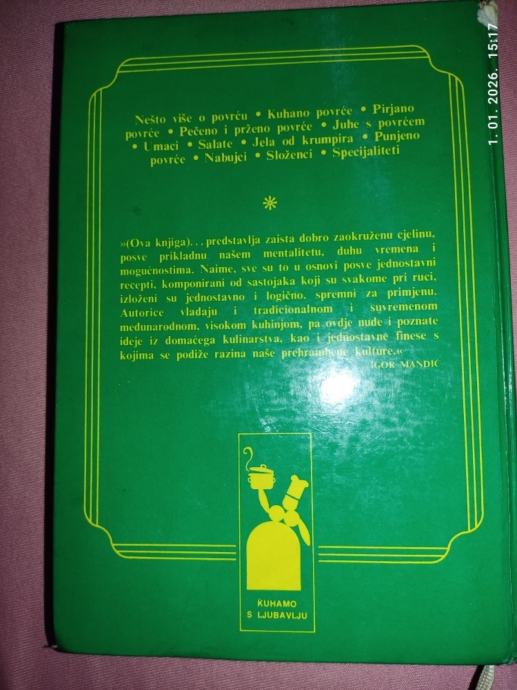 Nešto više o povrću • Kuhano povrće • Pirjano
povrće • Pečeno i prženo povrće • Juhe s povrćem
• Umaci • Salate • Jela od krumpira • Punjeno
povrće • Nabujci • Složenci • Specijaliteti
»(Ova knjiga)... predstavlja zaista dobro zaokruženu cjelinu,
posve prikladnu našem mentalitetu, duhu vremena i
mogućnostima. Naime, sve su to u osnovi posve jednostavni
recepti, komponirani od sastojaka koji su svakome pri ruci,
izloženi su jednostavno i logično, spremni za primjenu.
Autorice vladaju i tradicionalnom i suvremenom
međunarodnom, visokom kuhinjom, pa ovdje nude i poznate
ideje iz domaćega kulinarstva, kao i jednostavne finese s
kojima se podiže razina naše prehrambene kulture.«
IGOR MANDIĆ
KUHAMO
S LJUBAVLJU
1. 01. 2026. 15:17